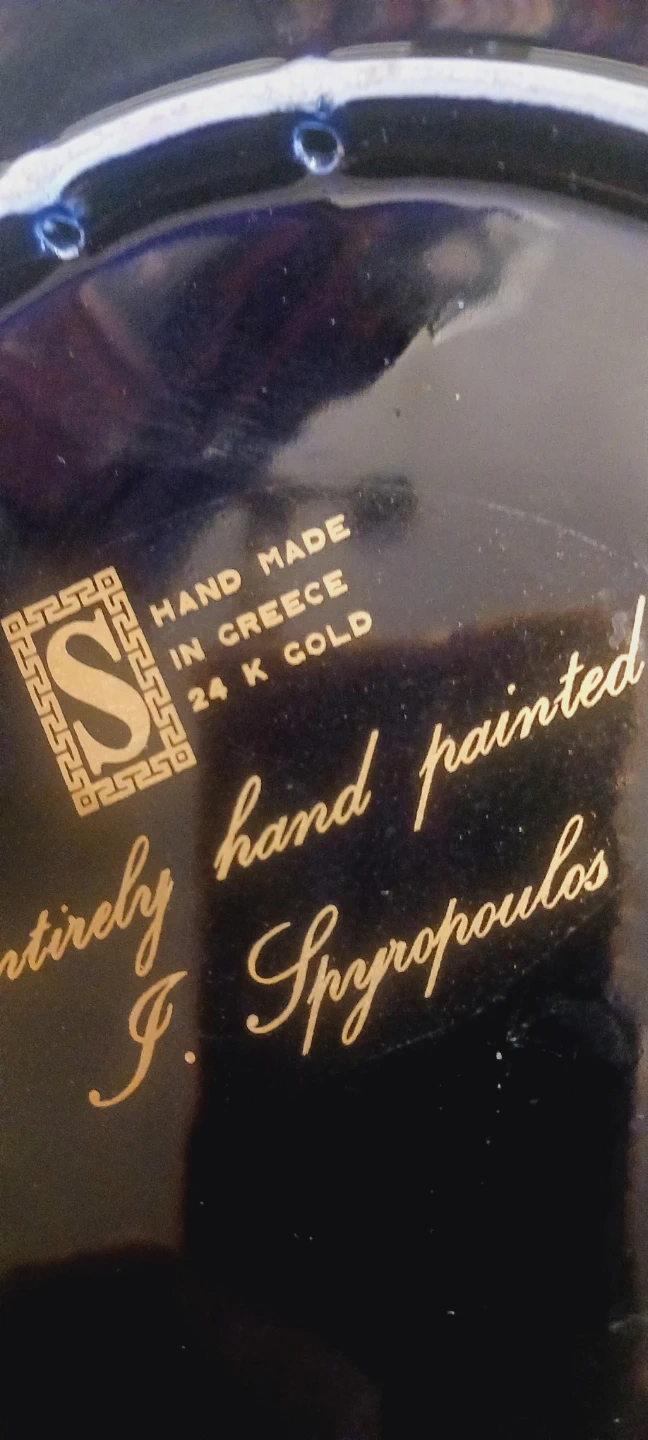 S
HAND MADE
IN GREECE
24 K GOLD
ntirely hand painted
J. Spyropoulos